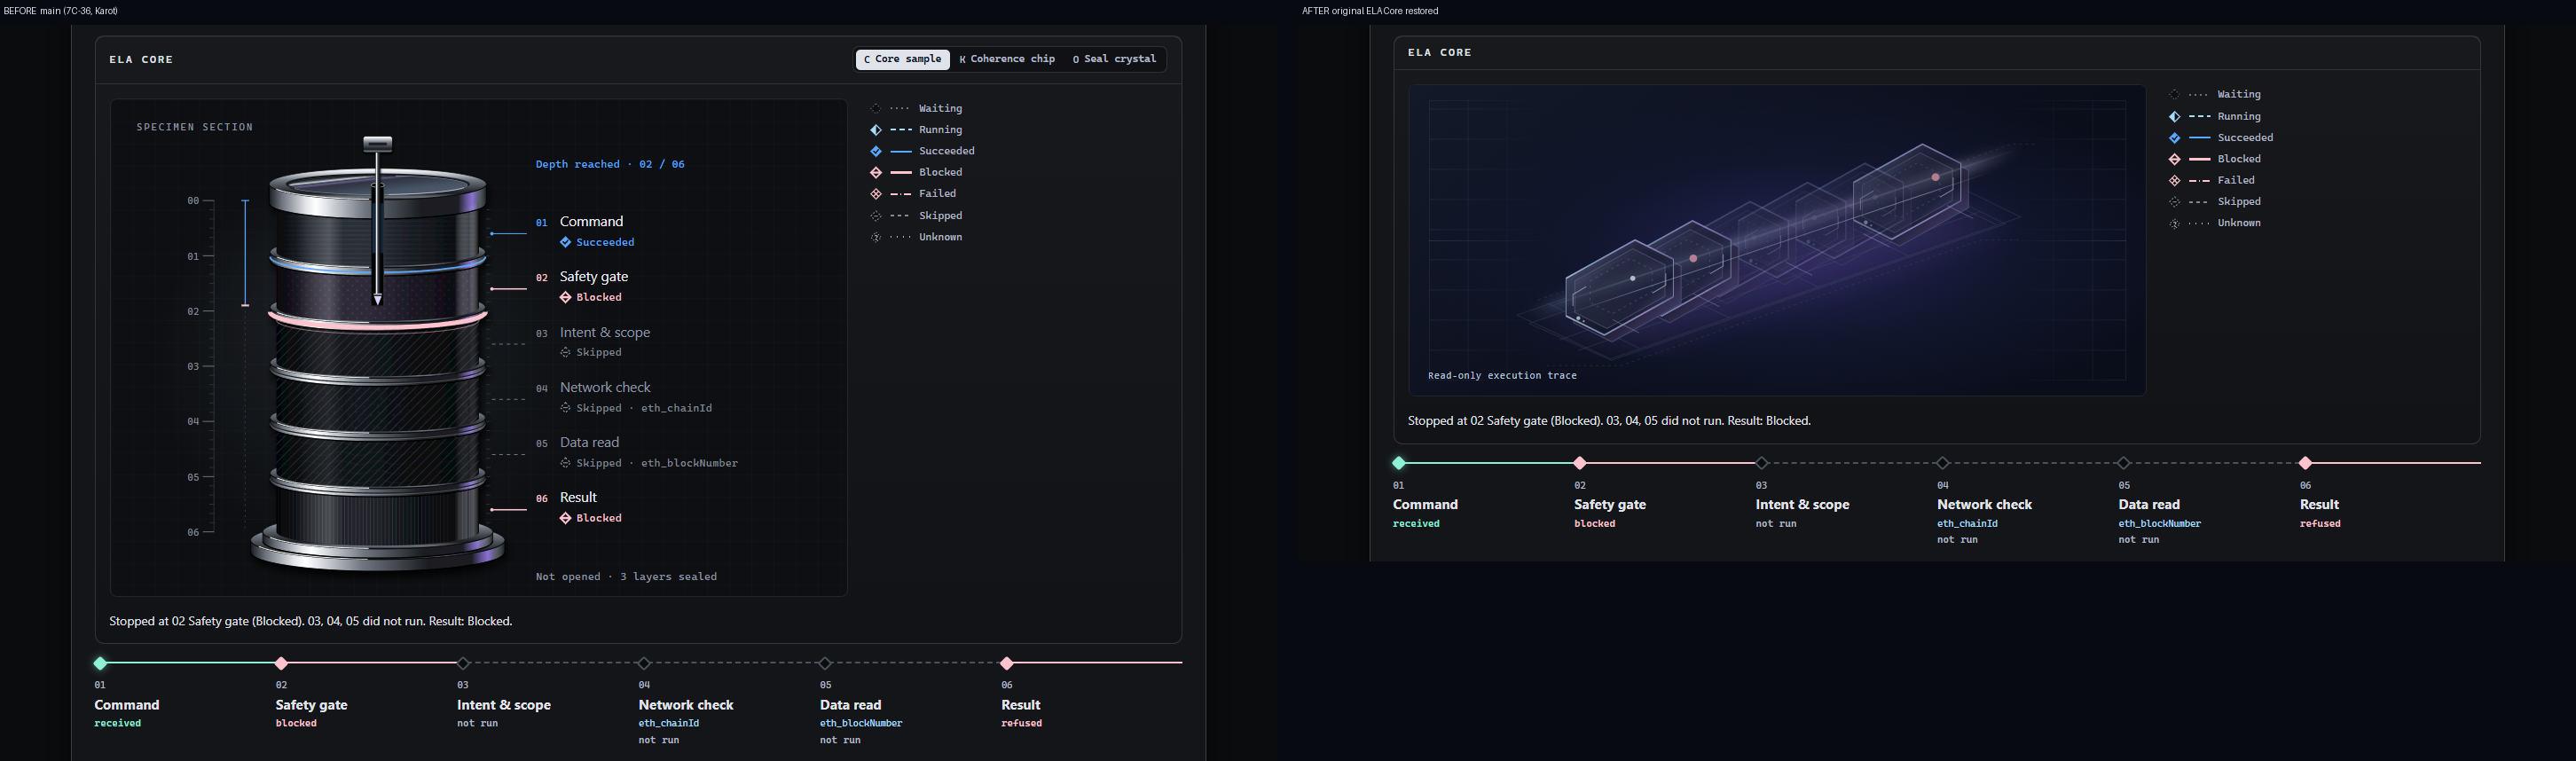 BEFORE main (7C-36, Karot)
ELA CORE
C Core sample K Coherence chip O Seal crystal
SPECIMEN SECTION
Depth reached · 02 / 06
00
01
02
03
04
05
06
01 Command
Succeeded
02 Safety gate
Blocked
03 Intent & scope
Skipped
04 Network check
Skipped · eth_chainId
05 Data read
Skipped · eth_blockNumber
06 Result
Blocked
Not opened · 3 layers sealed
Waiting
Running
Succeeded
Blocked
Failed
Skipped
Unknown
Stopped at 02 Safety gate (Blocked). 03, 04, 05 did not run. Result: Blocked.
01
Command
received
02
Safety gate
blocked
03
Intent & scope
not run
04
Network check
eth_chainId
not run
05
Data read
eth_blockNumber
not run
06
Result
refused
AFTER original ELACore restored
ELA CORE
Read-only execution trace
Waiting
Running
Succeeded
Blocked
Failed
Skipped
Unknown
Stopped at 02 Safety gate (Blocked). 03, 04, 05 did not run. Result: Blocked.
01
Command
received
02
Safety gate
blocked
03
Intent & scope
not run
04
Network check
eth_chainId
not run
05
Data read
eth_blockNumber
not run
06
Result
refused